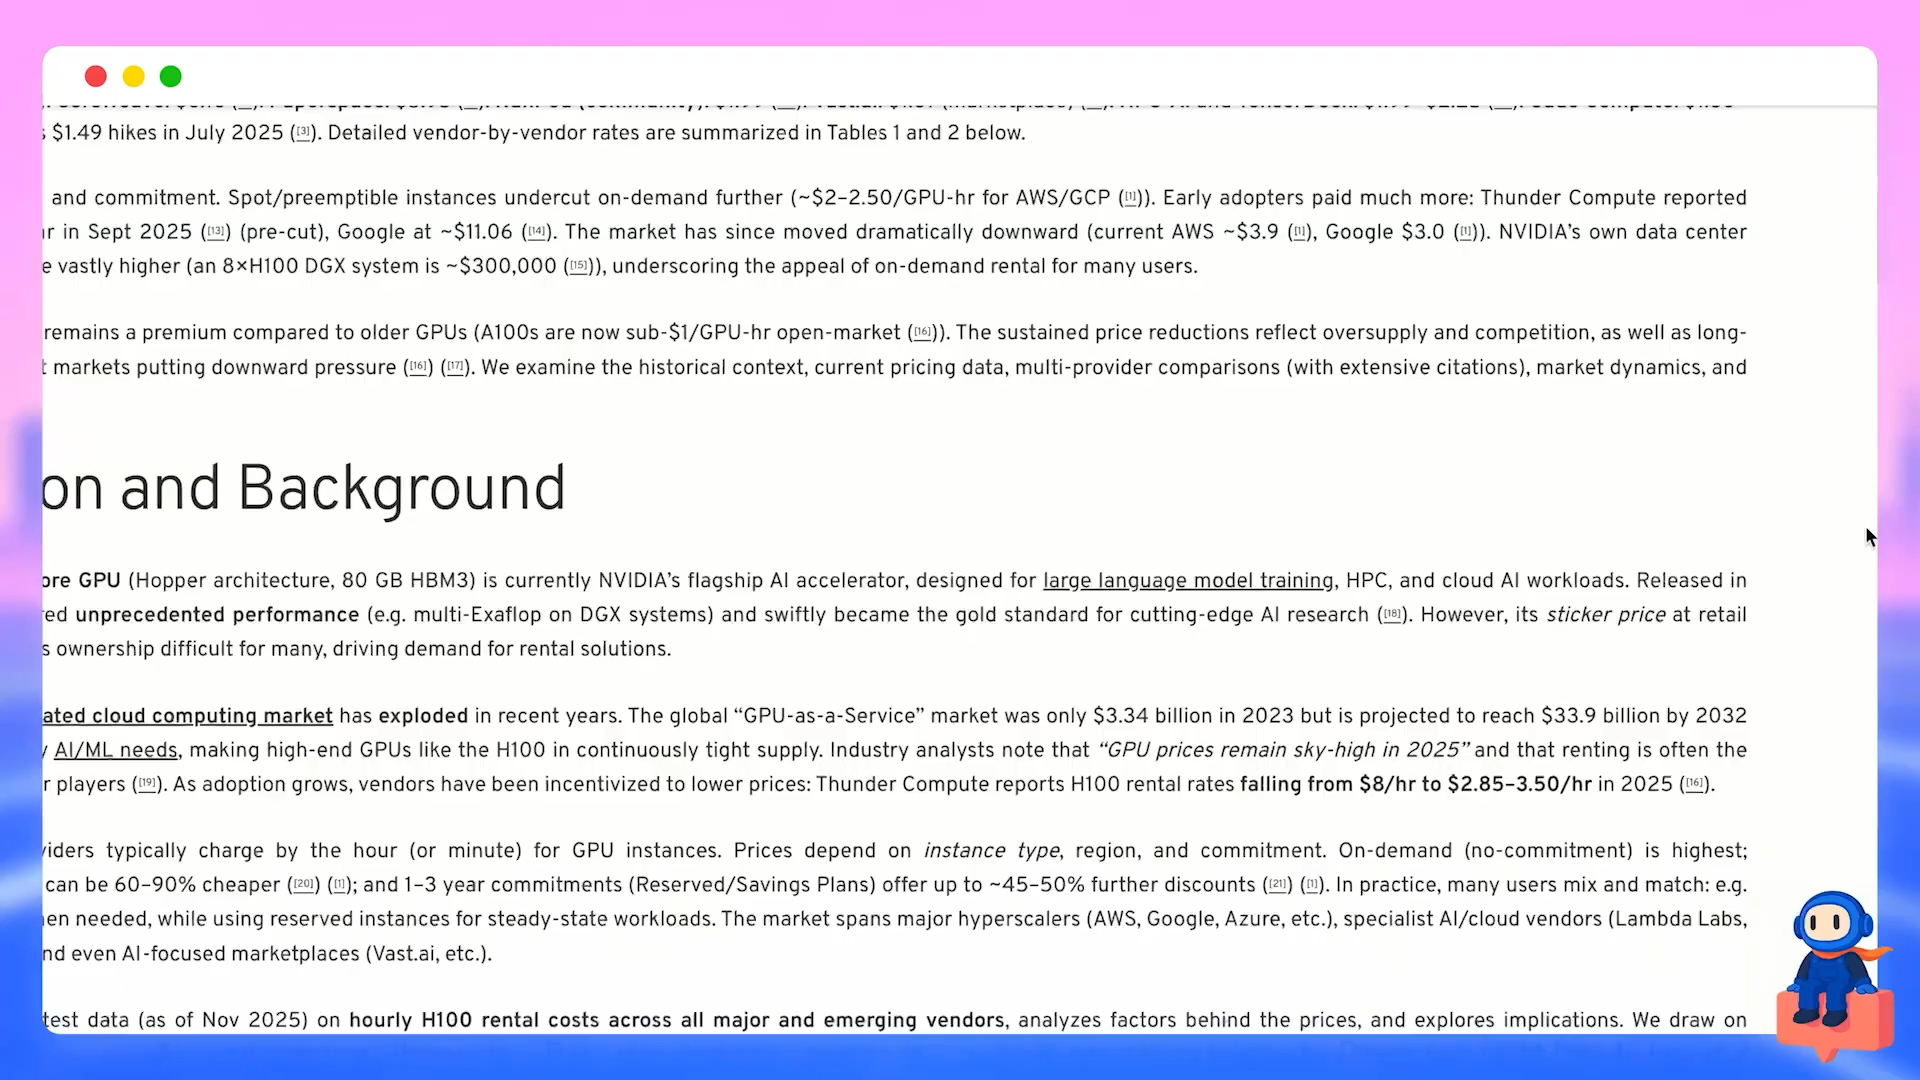 $1.49 hikes in July 2025 ([3]). Detailed vendor-by-vendor rates are summarized in Tables 1 and 2 below.
and commitment. Spot/preemptible instances undercut on-demand further (~$2–2.50/GPU-hr for AWS/GCP ([1])). Early adopters paid much more: Thunder Compute reported
in Sept 2025 ([13]) (pre-cut), Google at ~$11.06 ([14]). The market has since moved dramatically downward (current AWS ~$3.9 ([1]), Google $3.0 ([1])). NVIDIA's own data center
vastly higher (an 8×H100 DGX system is ~$300,000 ([15])), underscoring the appeal of on-demand rental for many users.
remains a premium compared to older GPUs (A100s are now sub-$1/GPU-hr open-market ([16])). The sustained price reductions reflect oversupply and competition, as well as long-
markets putting downward pressure ([16]) ([17]). We examine the historical context, current pricing data, multi-provider comparisons (with extensive citations), market dynamics, and
on and Background
ore GPU (Hopper architecture, 80 GB HBM3) is currently NVIDIA's flagship AI accelerator, designed for large language model training, HPC, and cloud AI workloads. Released in
red unprecedented performance (e.g. multi-Exaflop on DGX systems) and swiftly became the gold standard for cutting-edge AI research ([18]). However, its sticker price at retail
s ownership difficult for many, driving demand for rental solutions.
ated cloud computing market has exploded in recent years. The global “GPU-as-a-Service” market was only $3.34 billion in 2023 but is projected to reach $33.9 billion by 2032
AI/ML needs, making high-end GPUs like the H100 in continuously tight supply. Industry analysts note that “GPU prices remain sky-high in 2025” and that renting is often the
r players ([19]). As adoption grows, vendors have been incentivized to lower prices: Thunder Compute reports H100 rental rates falling from $8/hr to $2.85–3.50/hr in 2025 ([16]).
viders typically charge by the hour (or minute) for GPU instances. Prices depend on instance type, region, and commitment. On-demand (no-commitment) is highest;
can be 60–90% cheaper ([20]) ([1]); and 1–3 year commitments (Reserved/Savings Plans) offer up to ~45–50% further discounts ([21]) ([1]). In practice, many users mix and match: e.g.
en needed, while using reserved instances for steady-state workloads. The market spans major hyperscalers (AWS, Google, Azure, etc.), specialist AI/cloud vendors (Lambda Labs,
nd even AI-focused marketplaces (Vast.ai, etc.).
test data (as of Nov 2025) on hourly H100 rental costs across all major and emerging vendors, analyzes factors behind the prices, and explores implications. We draw on